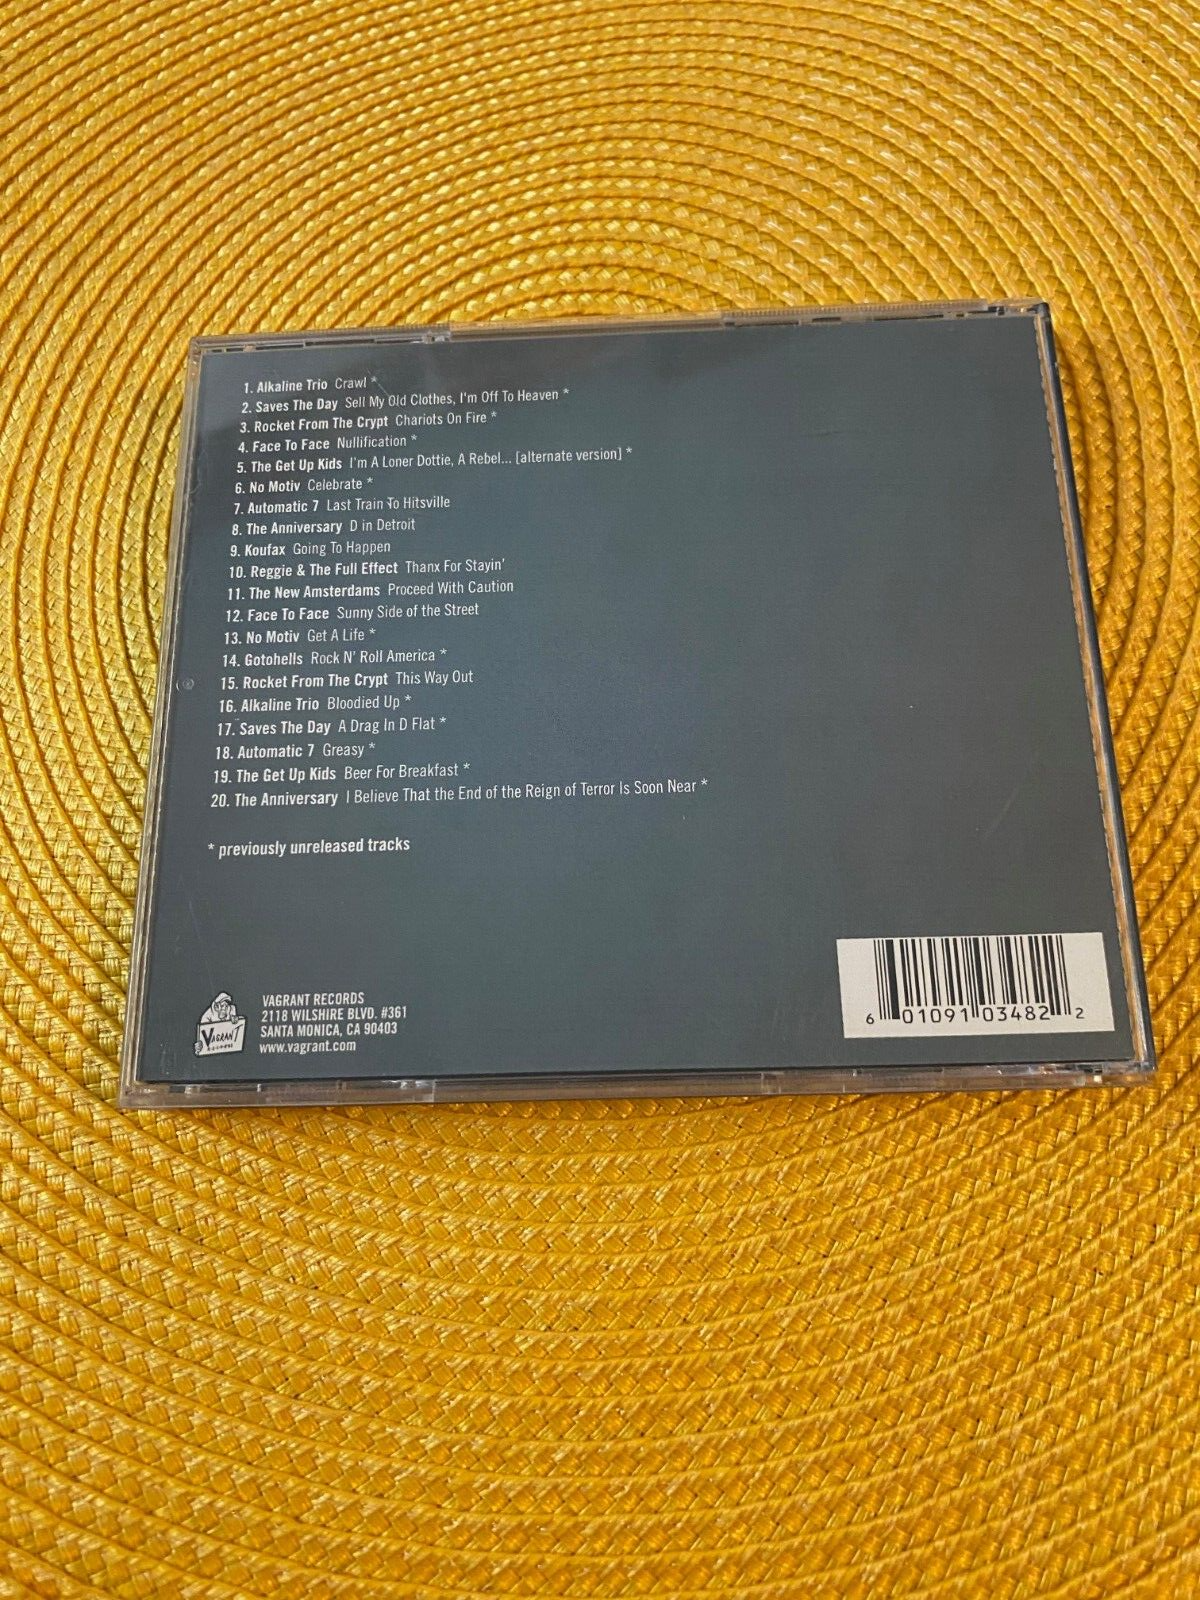 1. Alkaline Trio Crawl *
2. Saves The Day Sell My Old Clothes, I'm Off To Heaven *
3. Rocket From The Crypt Chariots On Fire *
4. Face To Face Nullification *
5. The Get Up Kids I'm A Loner Dottie, A Rebel... [alternate version] *
6. No Motiv Celebrate *
7. Automatic 7 Last Train To Hitsville
8. The Anniversary D in Detroit
9. Koufax Going To Happen
10. Reggie & The Full Effect Thanx For Stayin'
11. The New Amsterdams Proceed With Caution
12. Face To Face Sunny Side of the Street
13. No Motiv Get A Life *
14. Gotohells Rock N' Roll America *
15. Rocket From The Crypt This Way Out
16. Alkaline Trio Bloodied Up *
17. Saves The Day A Drag In D Flat *
18. Automatic 7 Greasy *
19. The Get Up Kids Beer For Breakfast *
20. The Anniversary I Believe That the End of the Reign of Terror Is Soon Near *
* previously unreleased tracks
VAGRANT
RECORDS
VAGRANT RECORDS
2118 WILSHIRE BLVD. #361
SANTA MONICA, CA 90403
www.vagrant.com
6 01091 03482 2